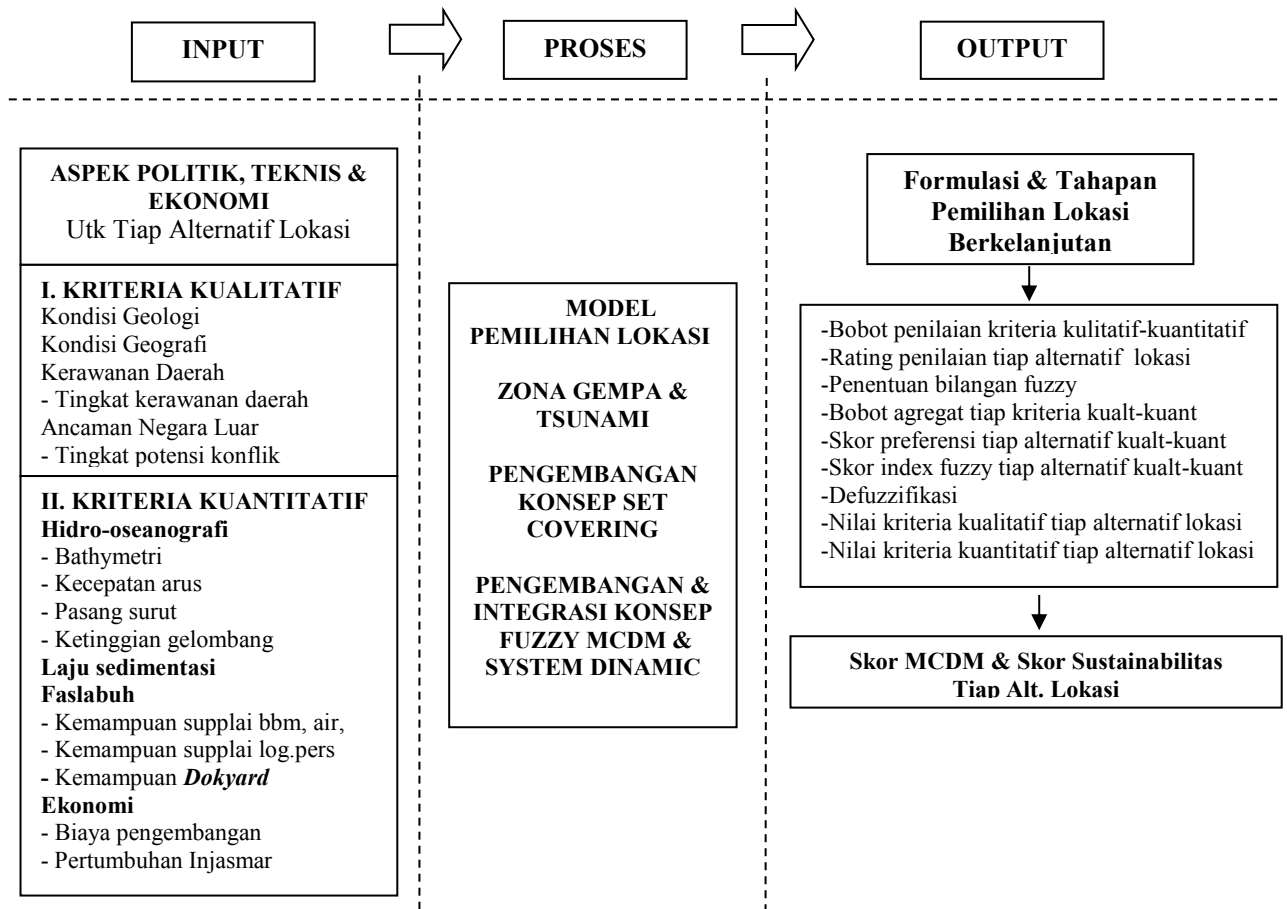 INPUT
PROSES
OUTPUT
ASPEK POLITIK, TEKNIS &
EKONOMI
Utk Tiap Alternatif Lokasi
I. KRITERIA KUALITATIF
Kondisi Geologi
Kondisi Geografi
Kerawanan Daerah
- Tingkat kerawanan daerah
Ancaman Negara Luar
- Tingkat potensi konflik
II. KRITERIA KUANTITATIF
Hidro-oseanografi
- Bathymetri
- Kecepatan arus
- Pasang surut
- Ketinggian gelombang
Laju sedimentasi
Faslabuh
- Kemampuan supplai bbm, air,
- Kemampuan supplai log.pers
- Kemampuan Dokyard
Ekonomi
- Biaya pengembangan
- Pertumbuhan Injasmar
MODEL
PEMILIHAN LOKASI
ZONA GEMPA &
TSUNAMI
PENGEMBANGAN
KONSEP SET
COVERING
PENGEMBANGAN &
INTEGRASI KONSEP
FUZZY MCDM &
SYSTEM DINAMIC
Formulasi & Tahapan
Pemilihan Lokasi
Berkelanjutan
-Bobot penilaian kriteria kulitatif-kuantitatif
-Rating penilaian tiap alternatif lokasi
-Penentuan bilangan fuzzy
-Bobot agregat tiap kriteria kualt-kuant
-Skor preferensi tiap alternatif kualt-kuant
-Skor index fuzzy tiap alternatif kualt-kuant
-Defuzzifikasi
-Nilai kriteria kualitatif tiap alternatif lokasi
-Nilai kriteria kuantitatif tiap alternatif lokasi
Skor MCDM & Skor Sustainabilitas
Tiap Alt. Lokasi